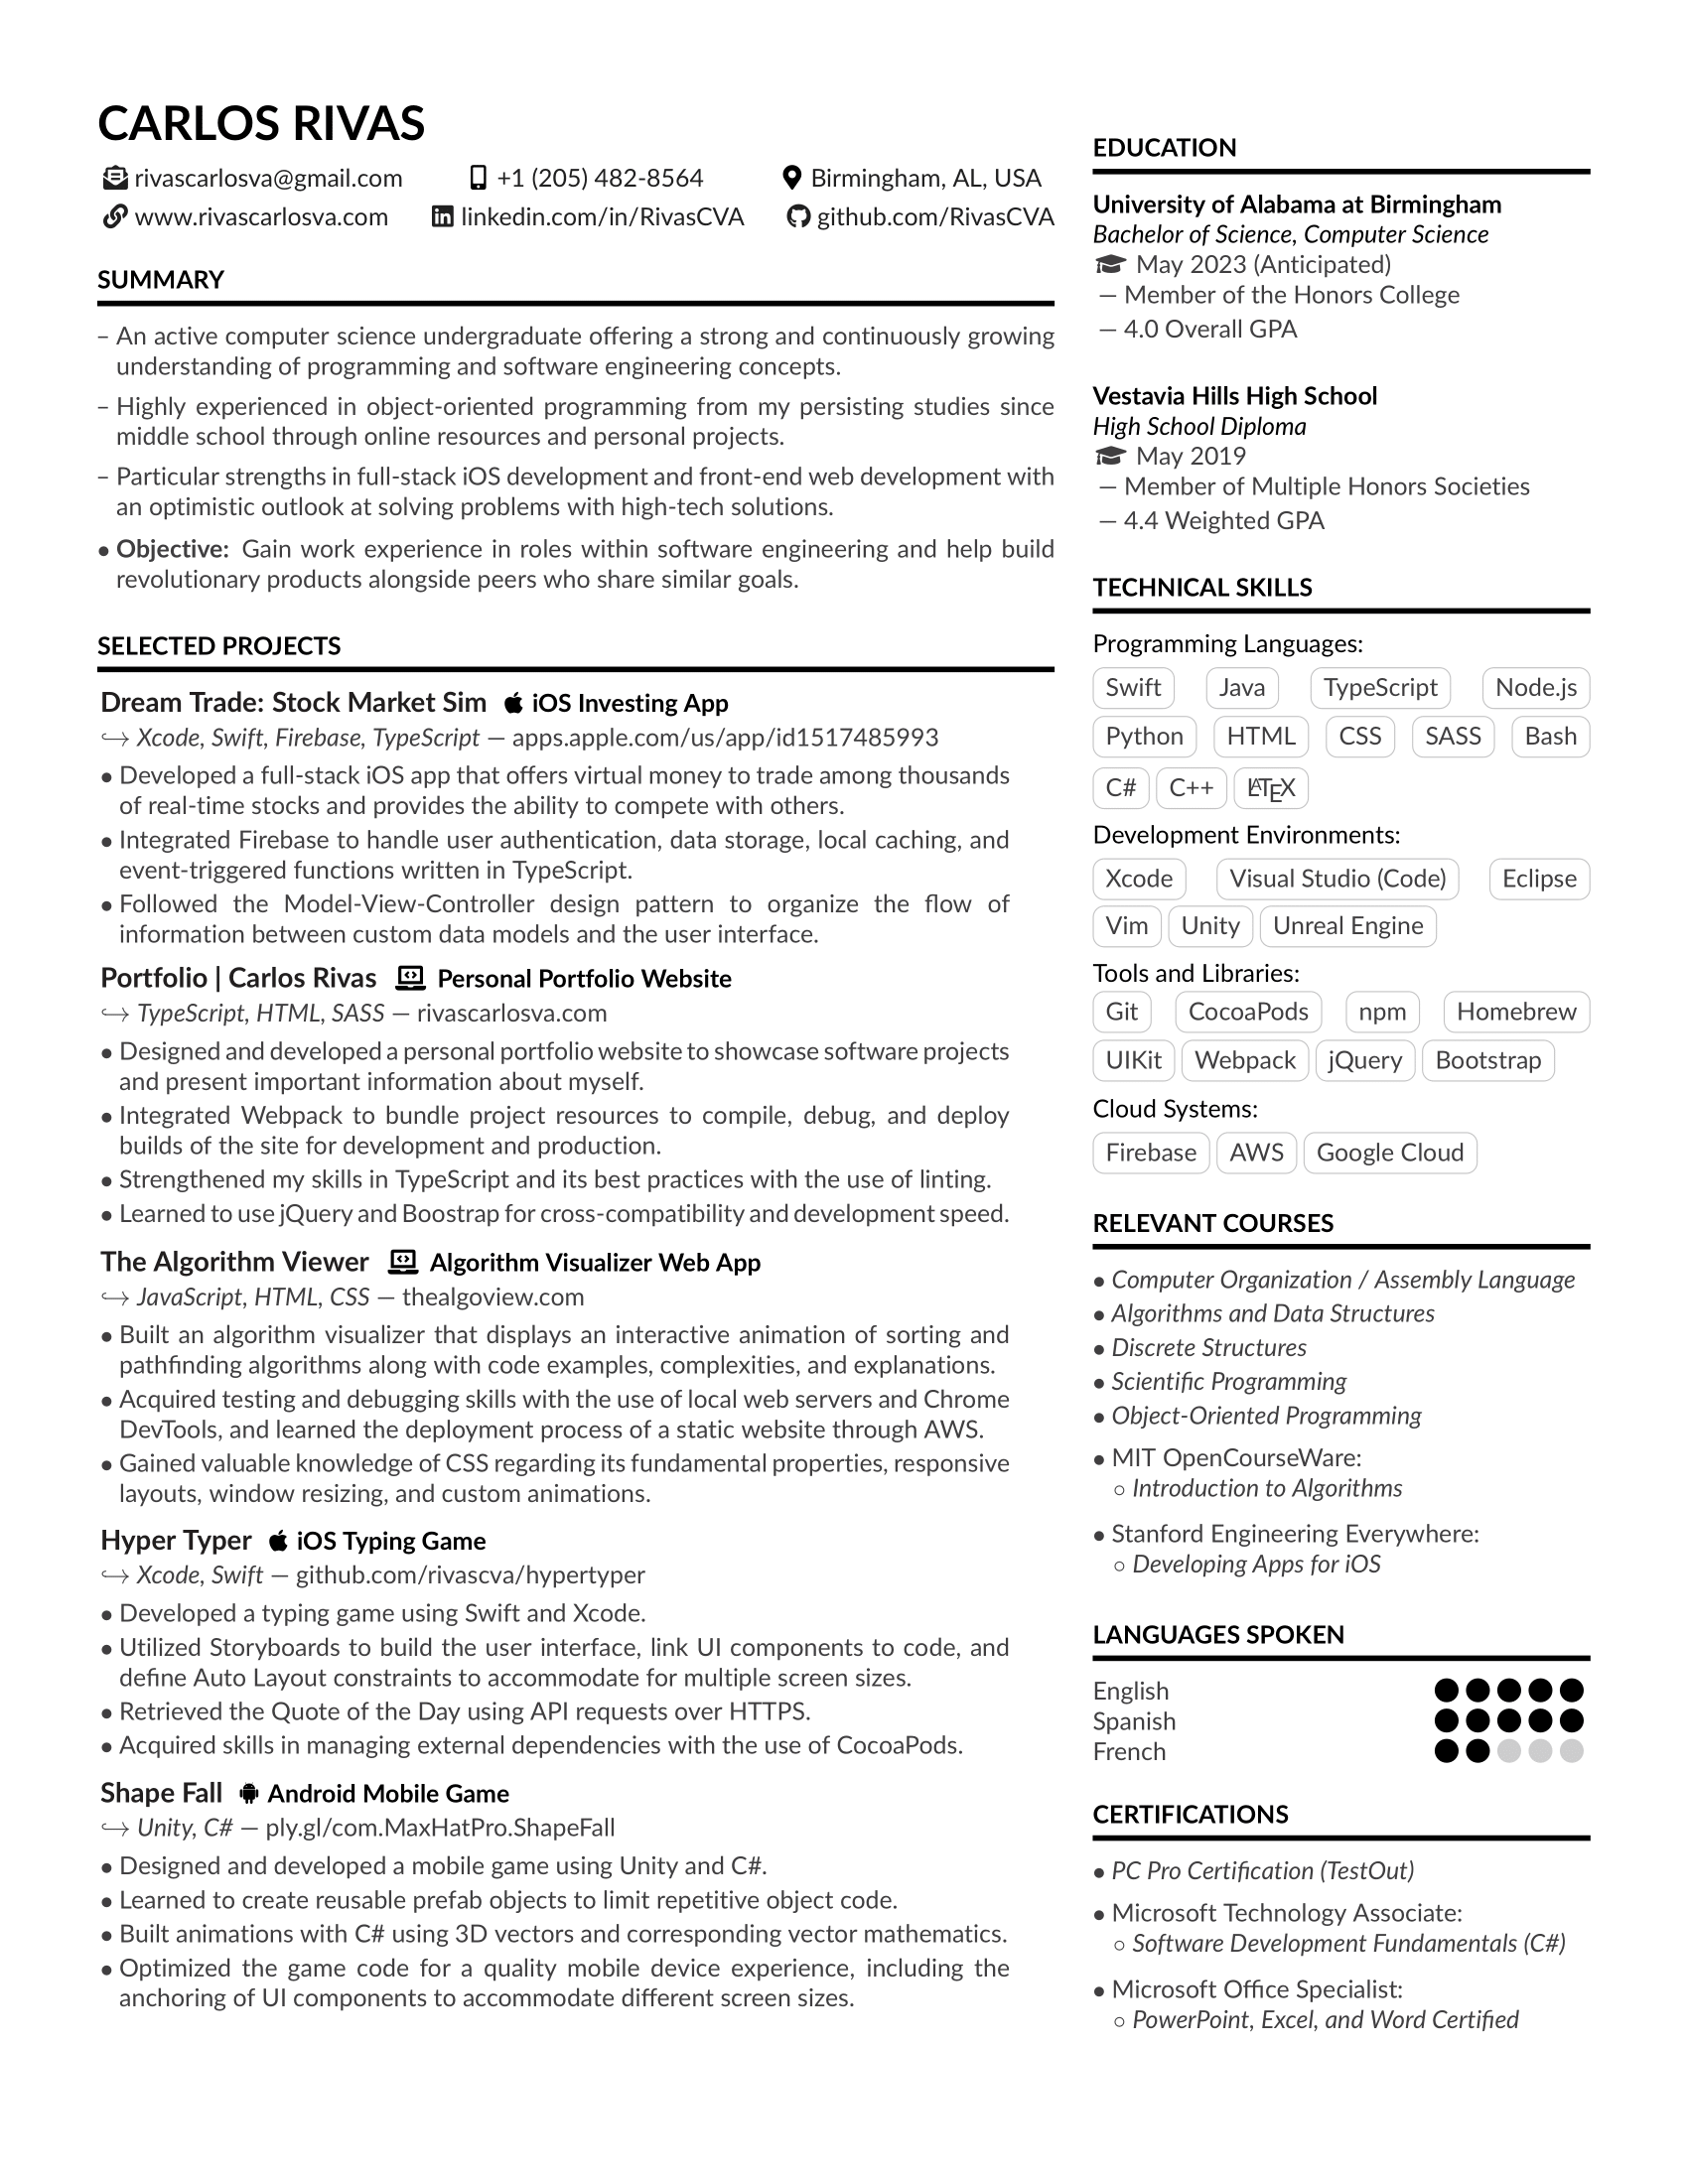 CARLOS RIVAS
rivascarlosva@gmail.com +1 (205) 482-8564 Birmingham, AL, USA
www.rivascarlosva.com linkedin.com/in/RivasCVA github.com/RivasCVA
SUMMARY
– An active computer science undergraduate offering a strong and continuously growing
understanding of programming and software engineering concepts.
– Highly experienced in object-oriented programming from my persisting studies since
middle school through online resources and personal projects.
– Particular strengths in full-stack iOS development and front-end web development with
an optimistic outlook at solving problems with high-tech solutions.
• Objective: Gain work experience in roles within software engineering and help build
revolutionary products alongside peers who share similar goals.
SELECTED PROJECTS
Dream Trade: Stock Market Sim iOS Investing App
↪ Xcode, Swift, Firebase, TypeScript — apps.apple.com/us/app/id1517485993
• Developed a full-stack iOS app that offers virtual money to trade among thousands
of real-time stocks and provides the ability to compete with others.
• Integrated Firebase to handle user authentication, data storage, local caching, and
event-triggered functions written in TypeScript.
• Followed the Model-View-Controller design pattern to organize the flow of
information between custom data models and the user interface.
Portfolio | Carlos Rivas Personal Portfolio Website
↪ TypeScript, HTML, SASS — rivascarlosva.com
• Designed and developed a personal portfolio website to showcase software projects
and present important information about myself.
• Integrated Webpack to bundle project resources to compile, debug, and deploy
builds of the site for development and production.
• Strengthened my skills in TypeScript and its best practices with the use of linting.
• Learned to use jQuery and Boostrap for cross-compatibility and development speed.
The Algorithm Viewer Algorithm Visualizer Web App
↪ JavaScript, HTML, CSS — thealgoview.com
• Built an algorithm visualizer that displays an interactive animation of sorting and
pathfinding algorithms along with code examples, complexities, and explanations.
• Acquired testing and debugging skills with the use of local web servers and Chrome
DevTools, and learned the deployment process of a static website through AWS.
• Gained valuable knowledge of CSS regarding its fundamental properties, responsive
layouts, window resizing, and custom animations.
Hyper Typer iOS Typing Game
↪ Xcode, Swift — github.com/rivascva/hypertyper
• Developed a typing game using Swift and Xcode.
• Utilized Storyboards to build the user interface, link UI components to code, and
define Auto Layout constraints to accommodate for multiple screen sizes.
• Retrieved the Quote of the Day using API requests over HTTPS.
• Acquired skills in managing external dependencies with the use of CocoaPods.
Shape Fall Android Mobile Game
↪ Unity, C# — ply.gl/com.MaxHatPro.ShapeFall
• Designed and developed a mobile game using Unity and C#.
• Learned to create reusable prefab objects to limit repetitive object code.
• Built animations with C# using 3D vectors and corresponding vector mathematics.
• Optimized the game code for a quality mobile device experience, including the
anchoring of UI components to accommodate different screen sizes.
EDUCATION
University of Alabama at Birmingham
Bachelor of Science, Computer Science
May 2023 (Anticipated)
— Member of the Honors College
— 4.0 Overall GPA
Vestavia Hills High School
High School Diploma
May 2019
— Member of Multiple Honors Societies
— 4.4 Weighted GPA
TECHNICAL SKILLS
Programming Languages:
Swift Java TypeScript Node.js
Python HTML CSS SASS Bash
C# C++ LATEX
Development Environments:
Xcode Visual Studio (Code) Eclipse
Vim Unity Unreal Engine
Tools and Libraries:
Git CocoaPods npm Homebrew
UIKit Webpack jQuery Bootstrap
Cloud Systems:
Firebase AWS Google Cloud
RELEVANT COURSES
• Computer Organization / Assembly Language
• Algorithms and Data Structures
• Discrete Structures
• Scientific Programming
• Object-Oriented Programming
• MIT OpenCourseWare:
○ Introduction to Algorithms
• Stanford Engineering Everywhere:
○ Developing Apps for iOS
LANGUAGES SPOKEN
English
Spanish
French
CERTIFICATIONS
• PC Pro Certification (TestOut)
• Microsoft Technology Associate:
○ Software Development Fundamentals (C#)
• Microsoft Office Specialist:
○ PowerPoint, Excel, and Word Certified